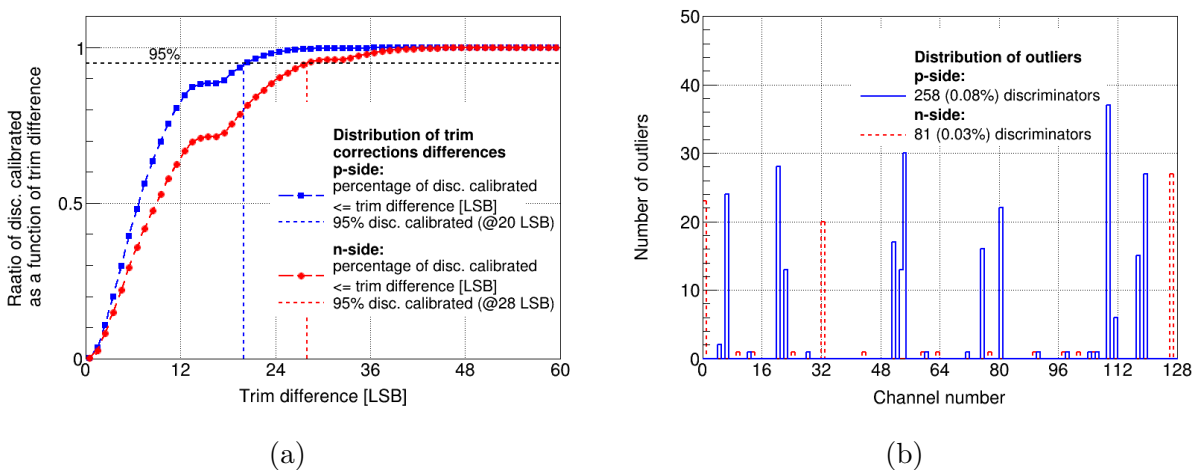 1
95%
0.5
0
0 12 24 36 48 60
Raatio of disc. calibrated
as a function of trim difference
Trim difference [LSB]
Distribution of trim
corrections differences
p-side:
percentage of disc. calibrated
<= trim difference [LSB]
95% disc. calibrated (@20 LSB)
n-side:
percentage of disc. calibrated
<= trim difference [LSB]
95% disc. calibrated (@28 LSB)
(a)
50
40
30
20
10
0
0 16 32 48 64 80 96 112 128
Number of outliers
Channel number
Distribution of outliers
p-side:
258 (0.08%) discriminators
n-side:
81 (0.03%) discriminators
(b)